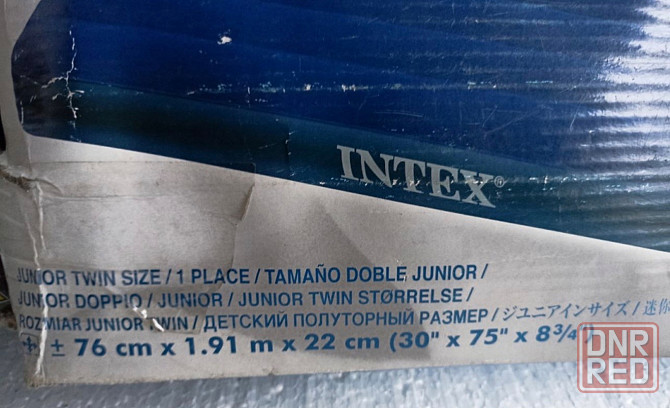 INTEX®
JUNIOR TWIN SIZE / 1 PLACE / TAMAÑO DOBLE JUNIOR /
JUNIOR DOPPIO / JUNIOR / JUNIOR TWIN STØRRELSE /
ROZMIAR JUNIOR TWIN / ДЕТСКИЙ ПОЛУТОРНЫЙ РАЗМЕР / ジュニアインサイズ / 迷你
± 76 cm x 1.91 m x 22 cm (30" x 75" x 8¾")
DNR
RED